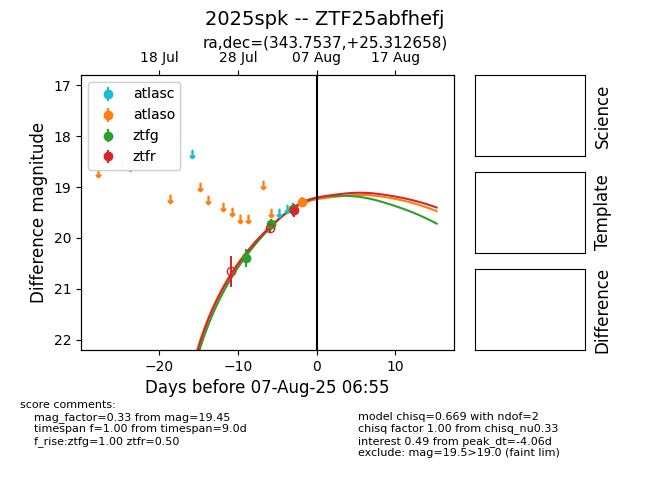 2025spk -- ZTF25abfhefj
ra,dec=(343.7537,+25.312658)
18 Jul 28 Jul 07 Aug 17 Aug
17
18
19
20
21
22
Difference magnitude
atlasc
atlaso
ztfg
ztfr
−20 −10 0 10
Days before 07-Aug-25 06:55
Science
Template
Difference
score comments:
mag_factor=0.33 from mag=19.45
timespan f=1.00 from timespan=9.0d
f_rise:ztfg=1.00 ztfr=0.50
model chisq=0.669 with ndof=2
chisq factor 1.00 from chisq_nu0.33
interest 0.49 from peak_dt=-4.06d
exclude: mag=19.5>19.0 (faint lim)